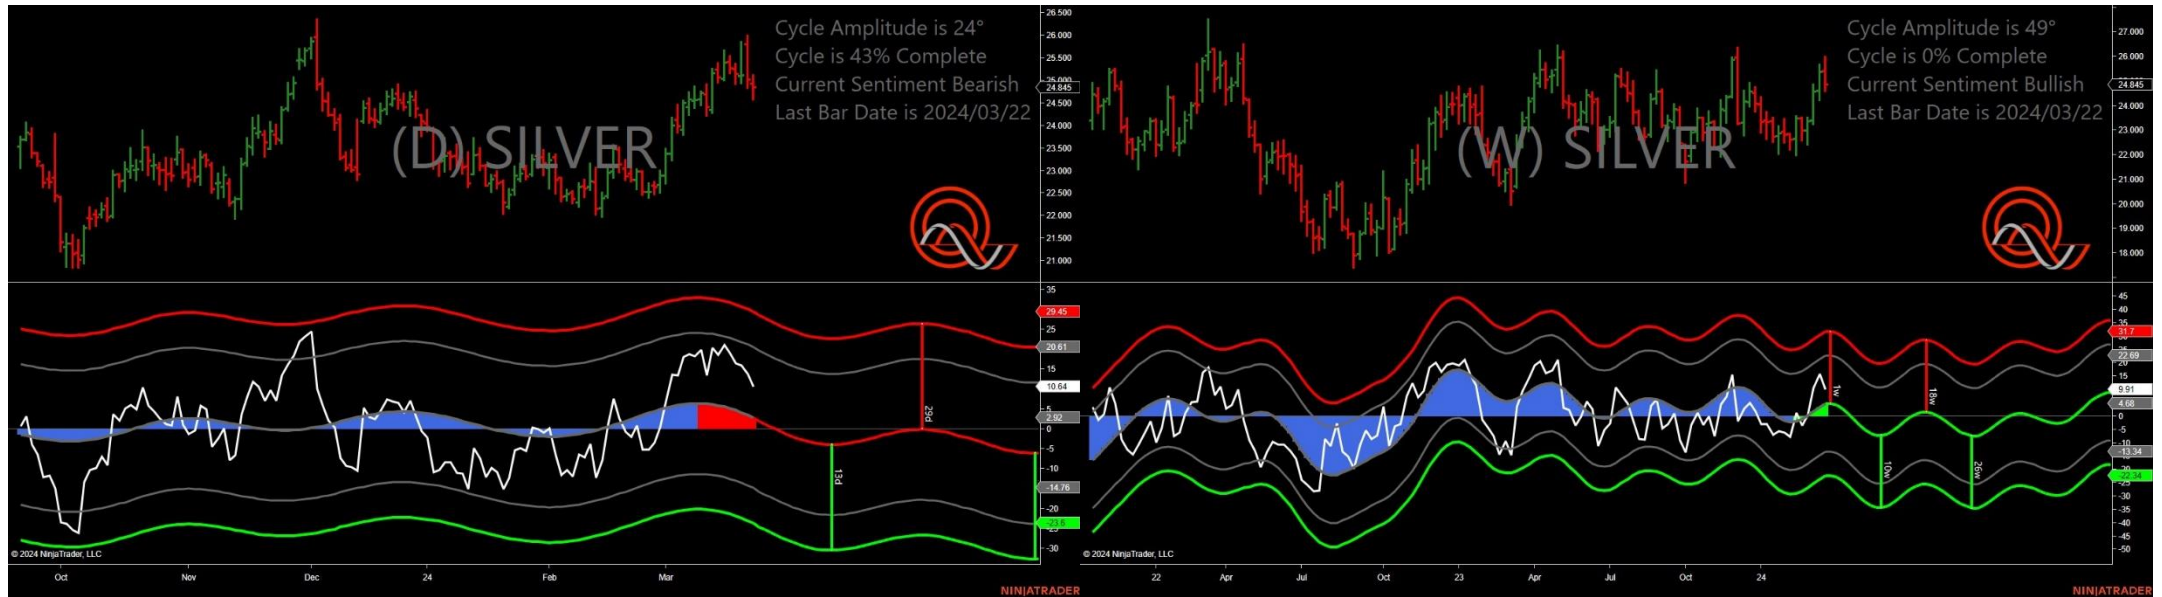 Cycle Amplitude is 24°
Cycle is 43% Complete
Current Sentiment Bearish
Last Bar Date is 2024/03/22
(D) SILVER
26.500
26.000
25.500
25.000
24.845
24.500
24.000
23.500
23.000
22.500
22.000
21.500
21.000
35
29.45
25
20.61
15
10.64
5
2.92
0
-5
-10
-14.76
-20
-23.6
-30
29d
13d
© 2024 NinjaTrader, LLC
Oct
Nov
Dec
24
Feb
Mar
NINJATRADER
Cycle Amplitude is 49°
Cycle is 0% Complete
Current Sentiment Bullish
Last Bar Date is 2024/03/22
(W) SILVER
27.000
26.000
24.845
24.000
23.000
22.000
21.000
20.000
19.000
18.000
45
40
31.7
22.69
15
9.91
4.68
0
-5
-13.34
-22.34
-30
-35
-40
-45
-50
1w
18w
10w
26w
© 2024 NinjaTrader, LLC
22
Apr
Jul
Oct
23
Apr
Jul
Oct
24
NINJATRADER